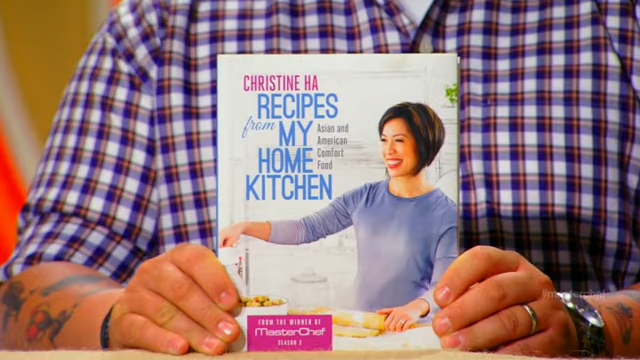 CHRISTINE HA
RECIPES
from MY
HOME
KITCHEN
Asian and
American
Comfort
Food
FROM THE WINNER OF
MasterChef
SEASON 3
#masterchef